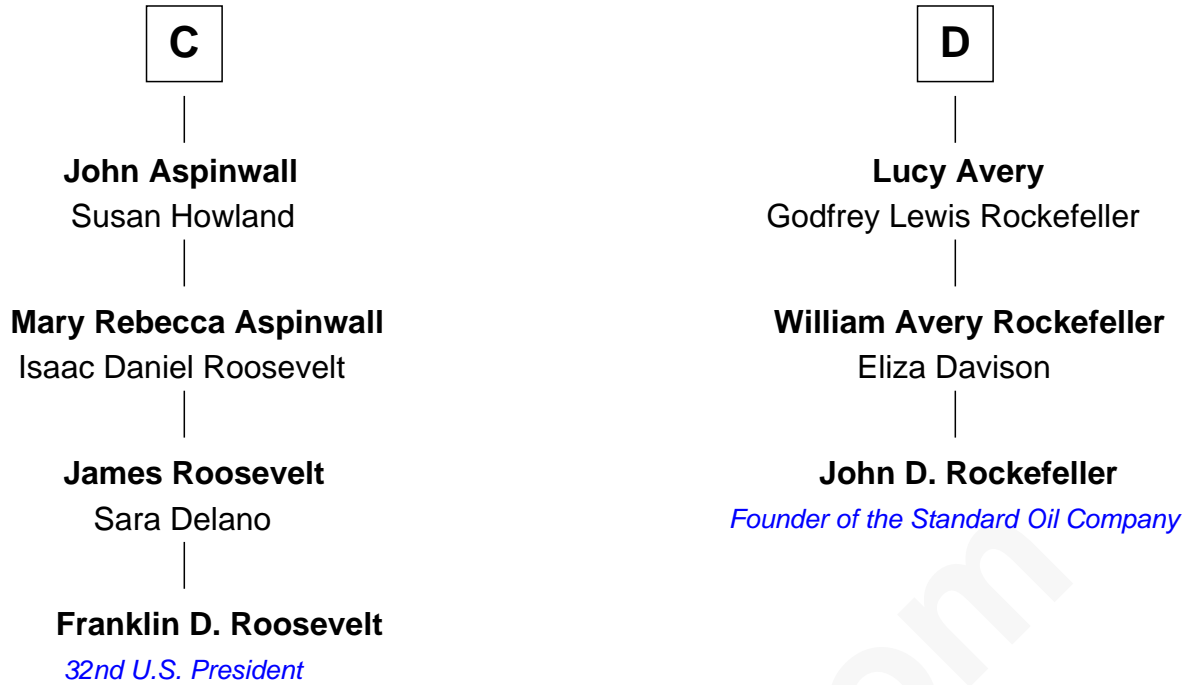 C
John Aspinwall
Susan Howland
Mary Rebecca Aspinwall
Isaac Daniel Roosevelt
James Roosevelt
Sara Delano
Franklin D. Roosevelt
32nd U.S. President
D
Lucy Avery
Godfrey Lewis Rockefeller
William Avery Rockefeller
Eliza Davison
John D. Rockefeller
Founder of the Standard Oil Company
om